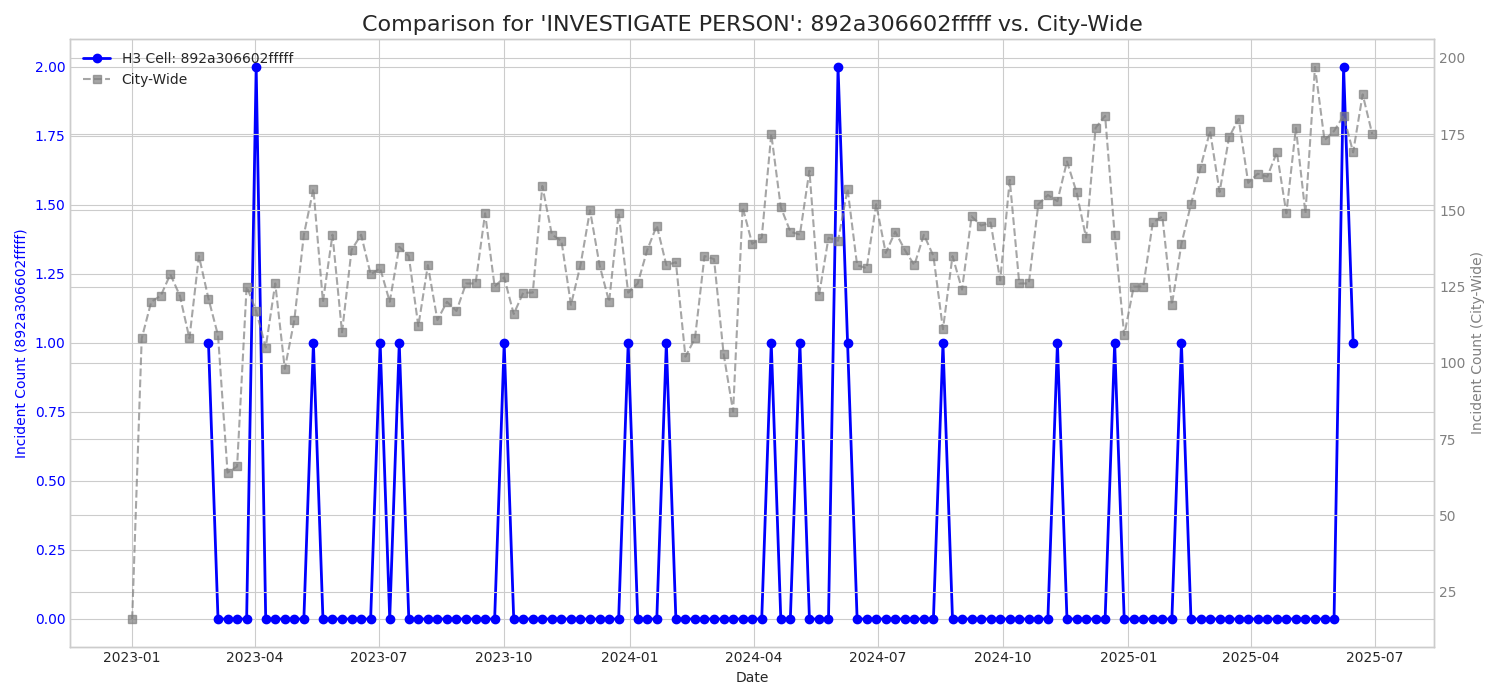 Comparison for 'INVESTIGATE PERSON': 892a306602fffff vs. City-Wide
H3 Cell: 892a306602fffff
City-Wide
2.00
1.75
1.50
1.25
1.00
0.75
0.50
0.25
0.00
Incident Count (892a306602fffff)
200
175
150
125
100
75
50
25
Incident Count (City-Wide)
2023-01 2023-04 2023-07 2023-10 2024-01 2024-04 2024-07 2024-10 2025-01 2025-04 2025-07
Date